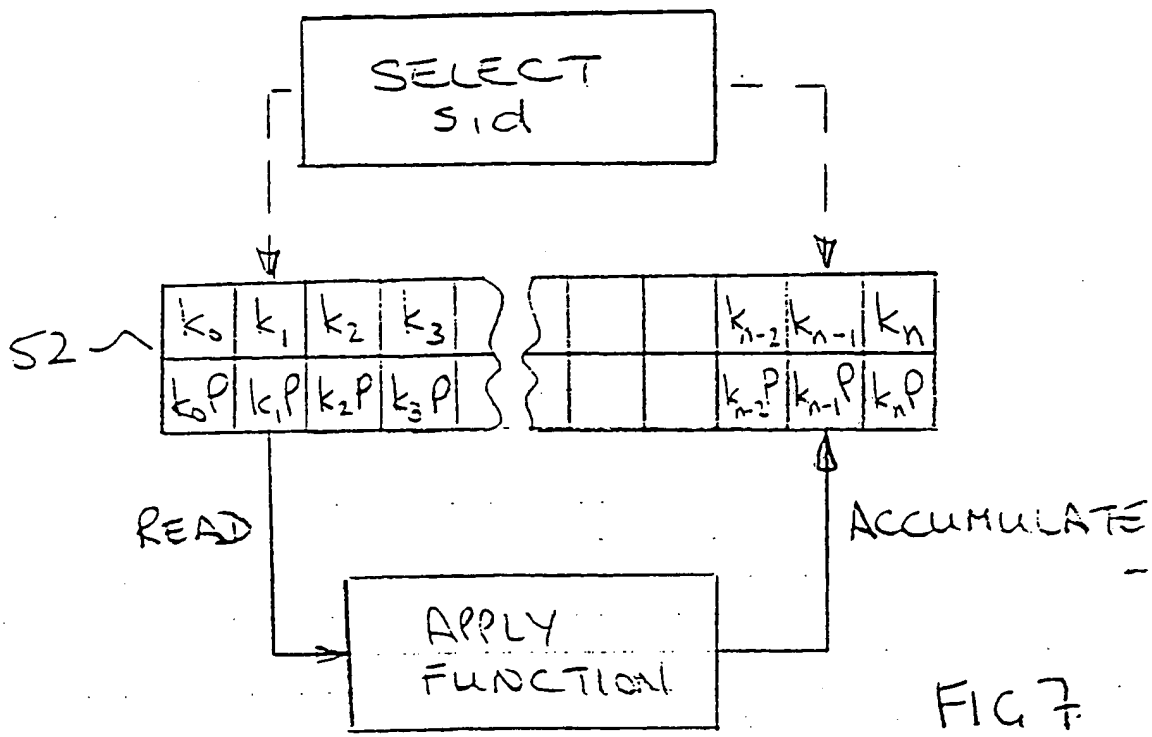 SELECT
s,d
52
k₀ k₁ k₂ k₃ kₙ₋₂ kₙ₋₁ kₙ
k₀P k₁P k₂P k₃P kₙ₋₂P kₙ₋₁P kₙP
READ
ACCUMULATE
APPLY
FUNCTION
FIG 7